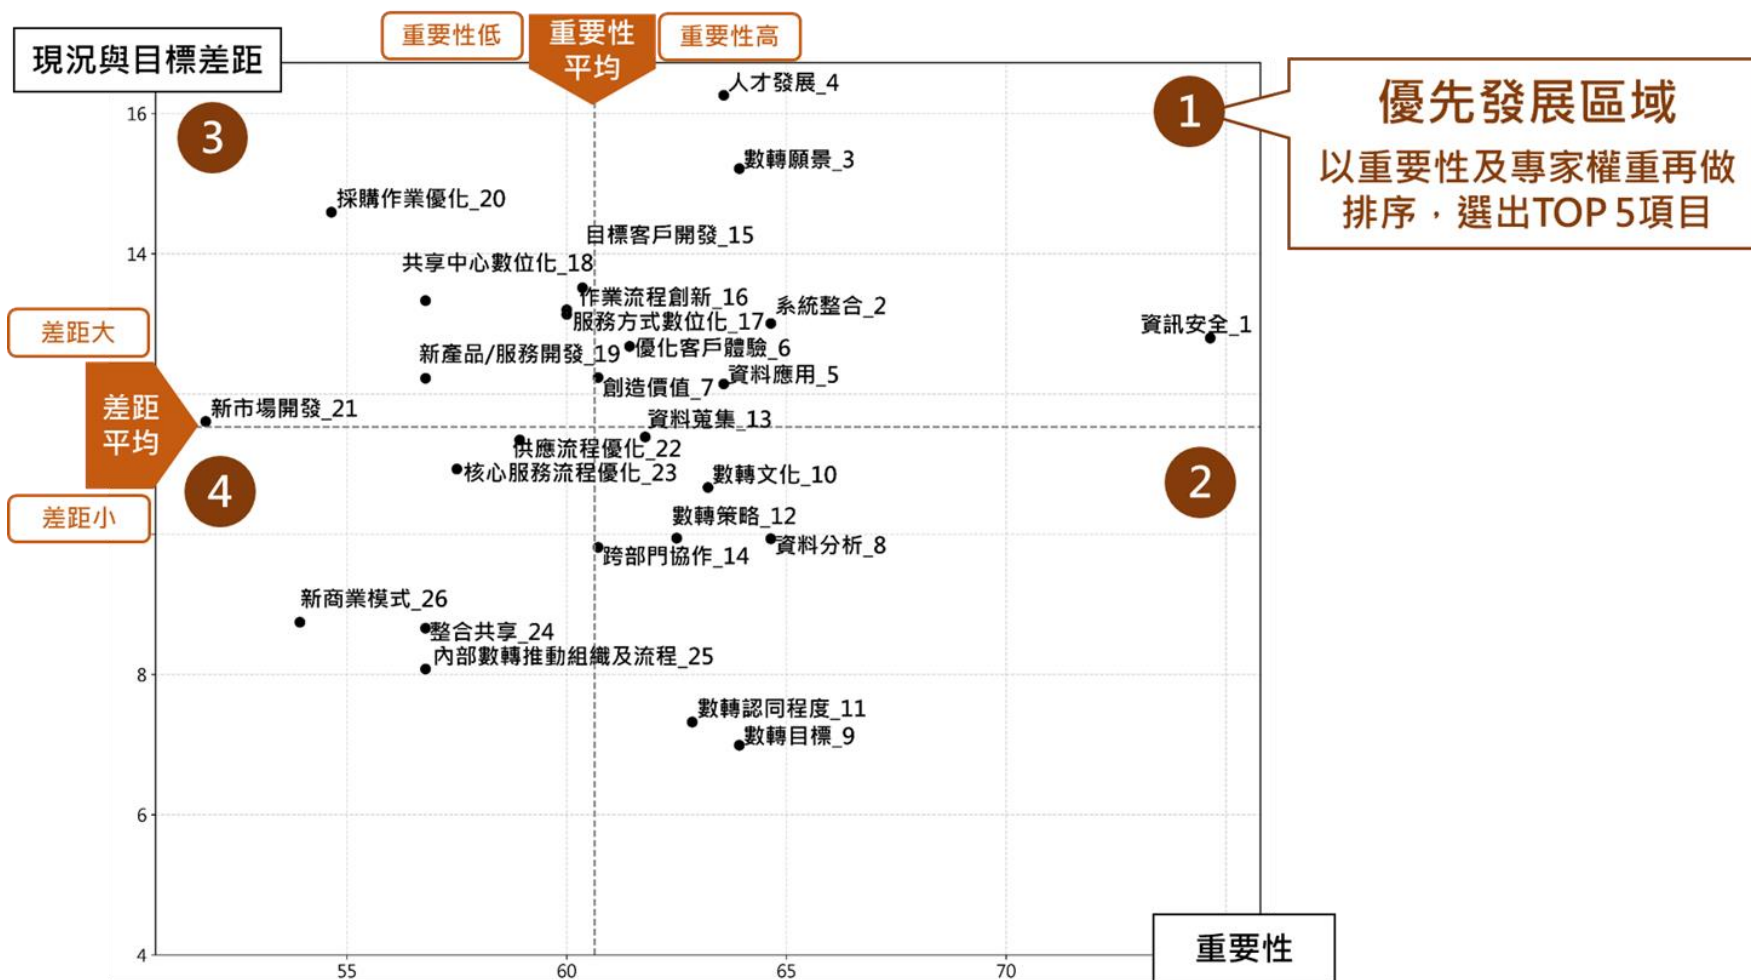 重要性低
重要性
平均
重要性高
現況與目標差距
優先發展區域
以重要性及專家權重再做
排序，選出TOP 5項目
1
3
人才發展_4
16
數轉願景_3
採購作業優化_20
目標客戶開發_15
14
共享中心數位化_18
作業流程創新_16
系統整合_2
服務方式數位化_17
資訊安全_1
差距大
優化客戶體驗_6
新產品/服務開發_19
資料應用_5
創造價值_7
差距
平均
新市場開發_21
資料蒐集_13
供應流程優化_22
核心服務流程優化_23
數轉文化_10
4
2
差距小
數轉策略_12
資料分析_8
跨部門協作_14
新商業模式_26
整合共享_24
內部數轉推動組織及流程_25
8
數轉認同程度_11
數轉目標_9
6
4
重要性
55
60
65
70